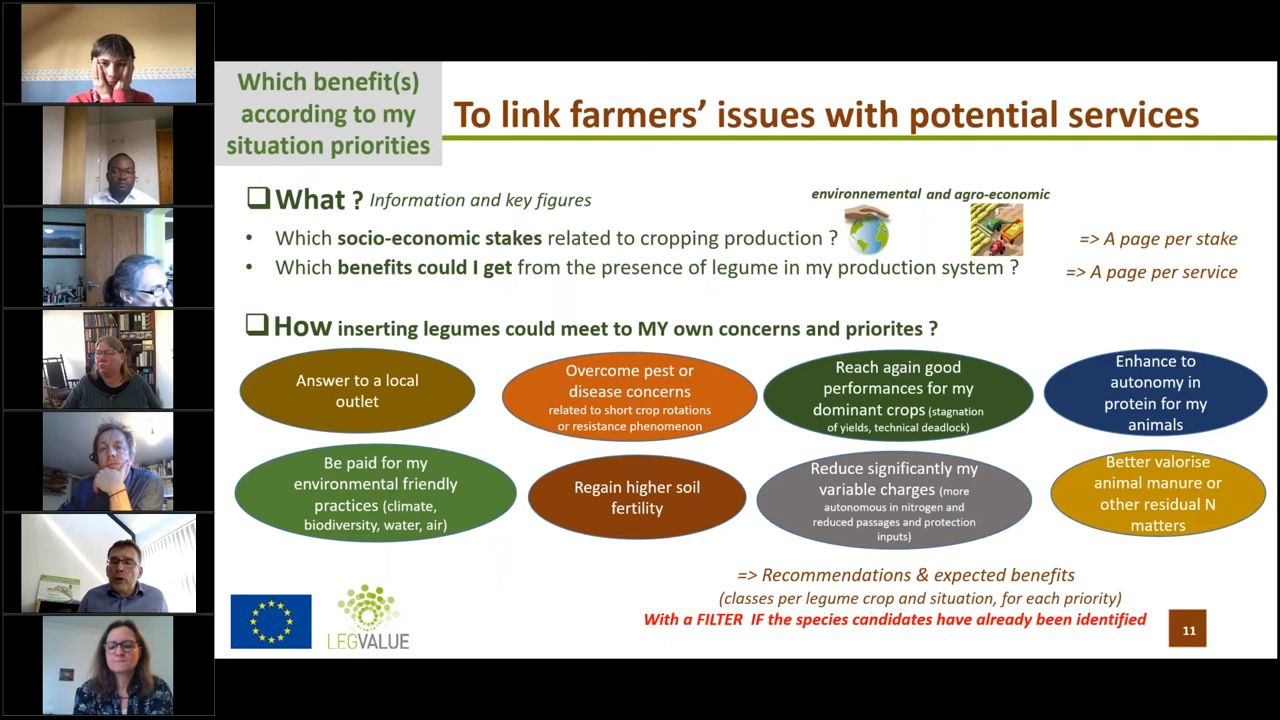 Which benefit(s)
according to my
situation priorities
To link farmers’ issues with potential services
❑ What ? Information and key figures
environnemental and agro-economic
• Which socio-economic stakes related to cropping production ?
=> A page per stake
• Which benefits could I get from the presence of legume in my production system ?
=> A page per service
❑ How inserting legumes could meet to MY own concerns and priorites ?
Answer to a local
outlet
Overcome pest or
disease concerns
related to short crop rotations
or resistance phenomenon
Reach again good
performances for my
dominant crops (stagnation
of yields, technical deadlock)
Enhance to
autonomy in
protein for my
animals
Be paid for my
environmental friendly
practices (climate,
biodiversity, water, air)
Regain higher soil
fertility
Reduce significantly my
variable charges (more
autonomous in nitrogen and
reduced passages and protection
inputs)
Better valorise
animal manure or
other residual N
matters
=> Recommendations & expected benefits
(classes per legume crop and situation, for each priority)
With a FILTER IF the species candidates have already been identified
LEGVALUE
11